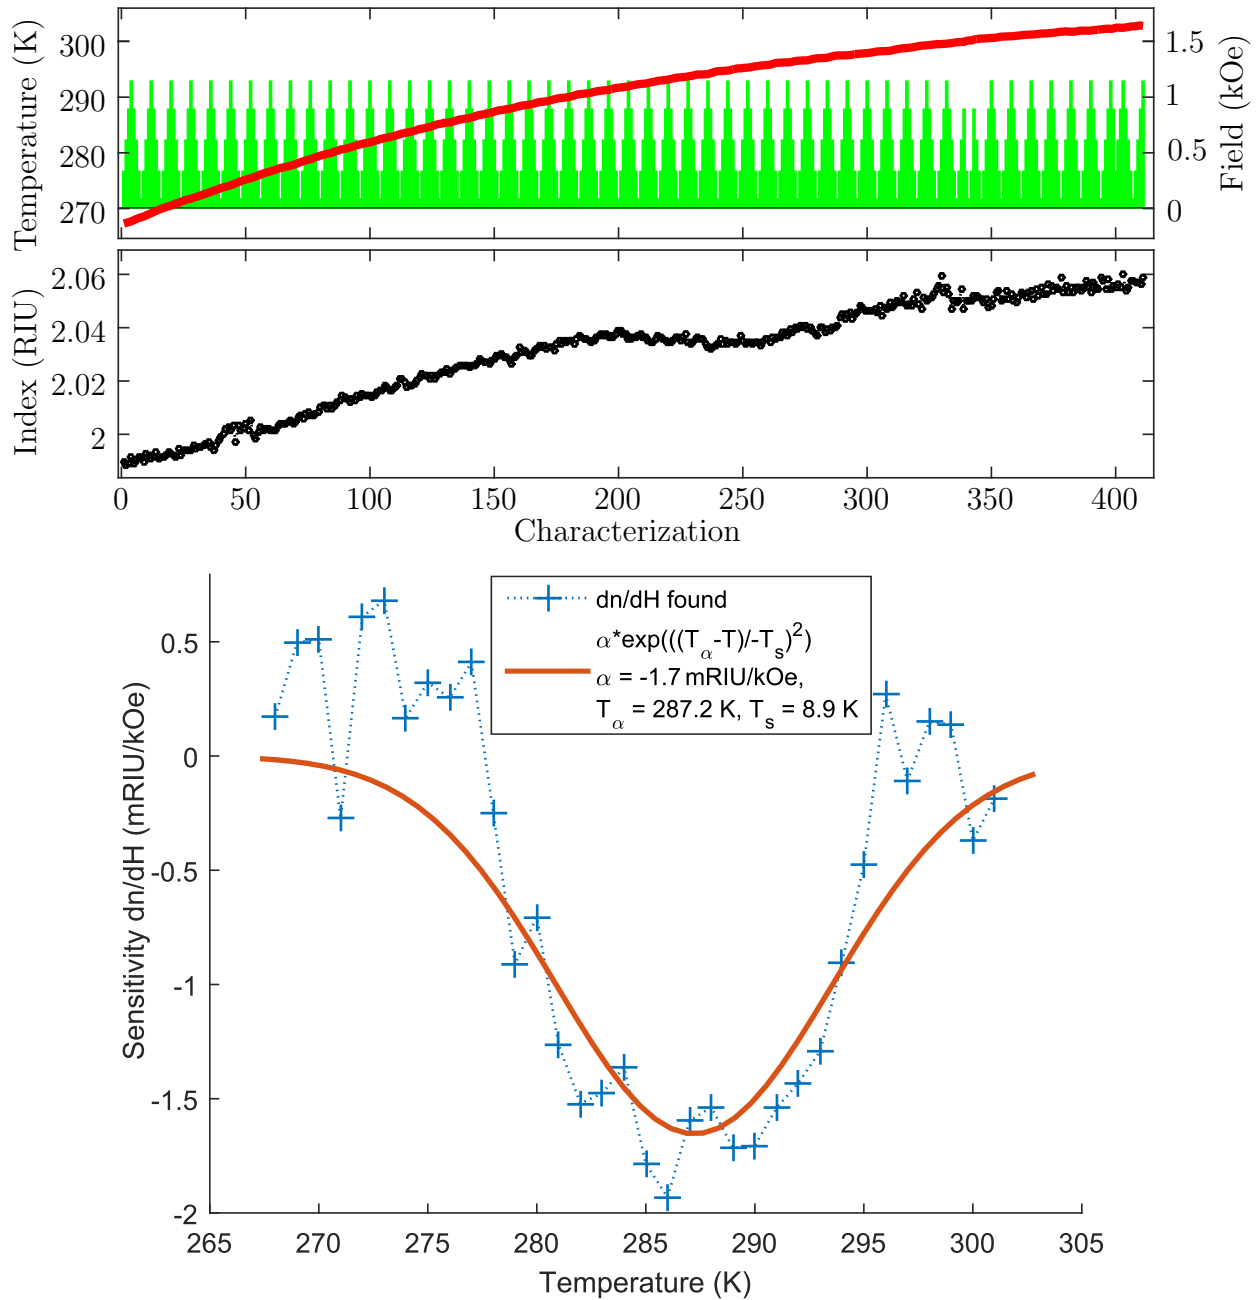 Temperature (K)
300
290
280
270
1.5
1
0.5
0
Field (kOe)
Index (RIU)
2.06
2.04
2.02
2
0 50 100 150 200 250 300 350 400
Characterization
dn/dH found
α*exp(((T_α-T)/-T_s)^2)
α = -1.7 mRIU/kOe,
T_α = 287.2 K, T_s = 8.9 K
Sensitivity dn/dH (mRIU/kOe)
0.5
0
-0.5
-1
-1.5
-2
265 270 275 280 285 290 295 300 305
Temperature (K)